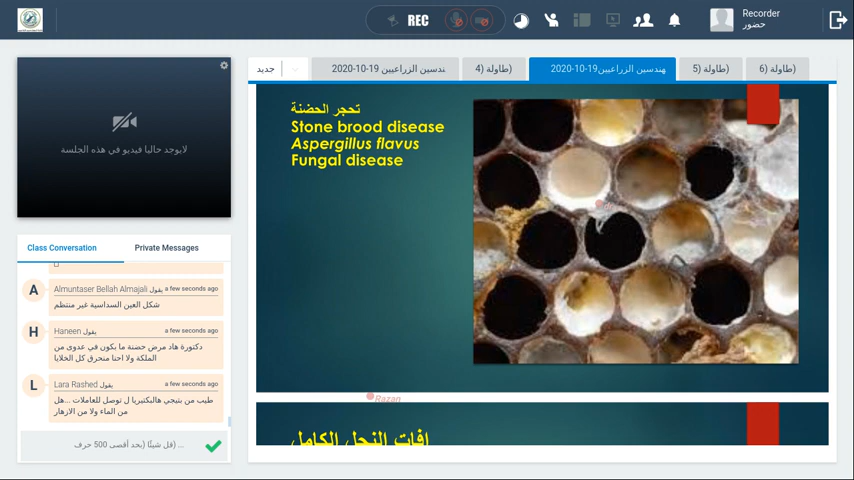 REC
Recorder
حضور
لايوجد حاليا فيديو في هذه الجلسة
جديد
ندسين الزراعيين 19-10-2020
طاولة (4)
هندسين الزراعيين19-10-2020
طاولة (5)
طاولة (6)
تحجر الحضنة
Stone brood disease
Aspergillus flavus
Fungal disease
Razan
افات النحل الكامل
Class Conversation
Private Messages
A
Almuntaser Bellah Almajali يقول
a few seconds ago
شكل العين السداسية غير منتظم
H
Haneen يقول
a few seconds ago
دكتورة هاد مرض حضنة ما بكون في عدوى من
الملكة ولا احنا منحرق كل الخلايا
L
Lara Rashed يقول
a few seconds ago
طيب من بتيجي هالبكتيريا ل توصل للعاملات ...هل
من الماء ولا من الازهار
قل شيئًا (بحد أقصى 500 حرف) ...